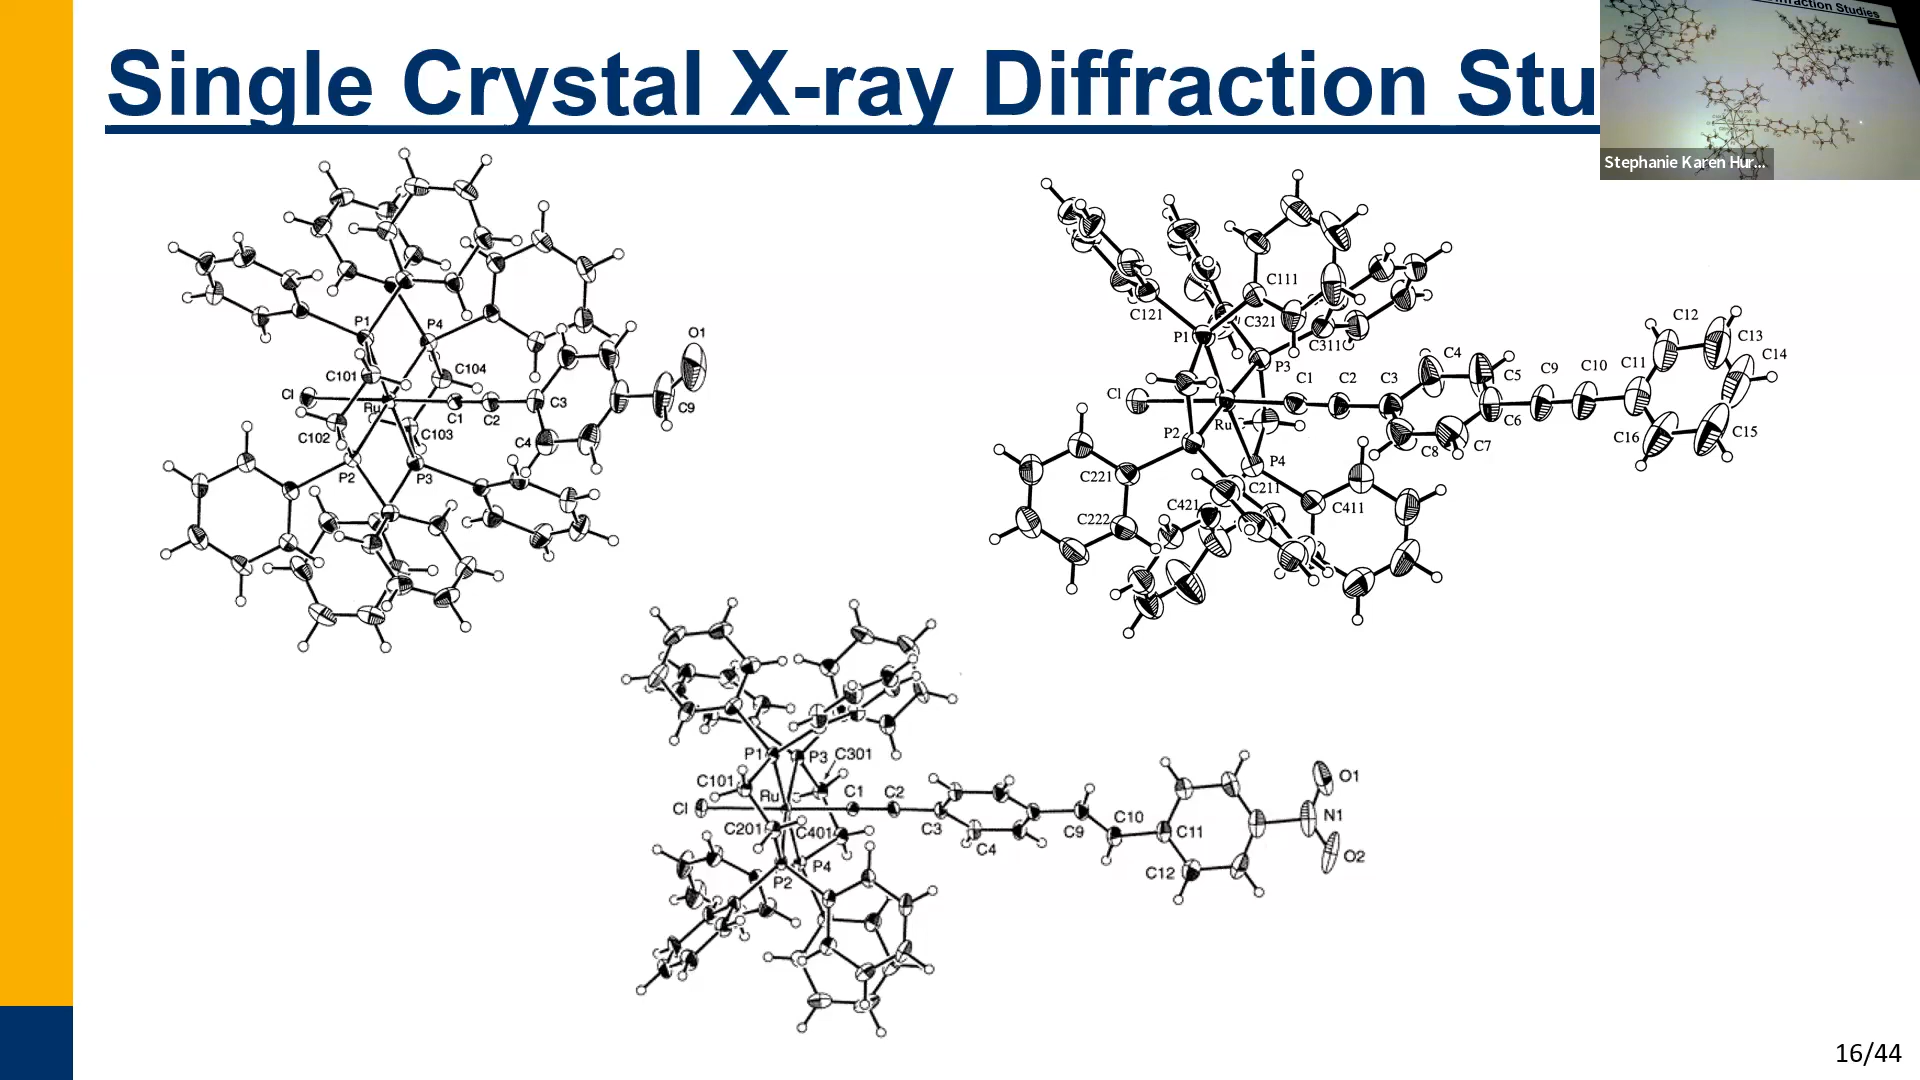 Single Crystal X-ray Diffraction Stu
ffraction Studies
Stephanie Karen Hur...
P1
P4
O1
C101
C104
Cl
Ru
C1
C2
C3
C9
C102
C103
C4
P2
P3
C111
C121
C321
P1
C311
P3
C12
C13
C14
C4
C5
C9
C10
C11
C1
C2
C3
Cl
Ru
C6
P2
C7
C8
C16
C15
P4
C221
C211
C421
C411
C222
P1
P3
C301
C101
Ru
C1
C2
Cl
C201
C401
C3
C4
C9
C10
C11
C12
P2
P4
O1
N1
O2
16/44